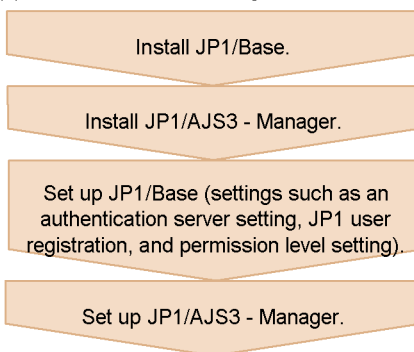 Install JP1/Base.
Install JP1/AJS3 - Manager.
Set up JP1/Base (settings such as an
authentication server setting, JP1 user
registration, and permission level setting).
Set up JP1/AJS3 - Manager.